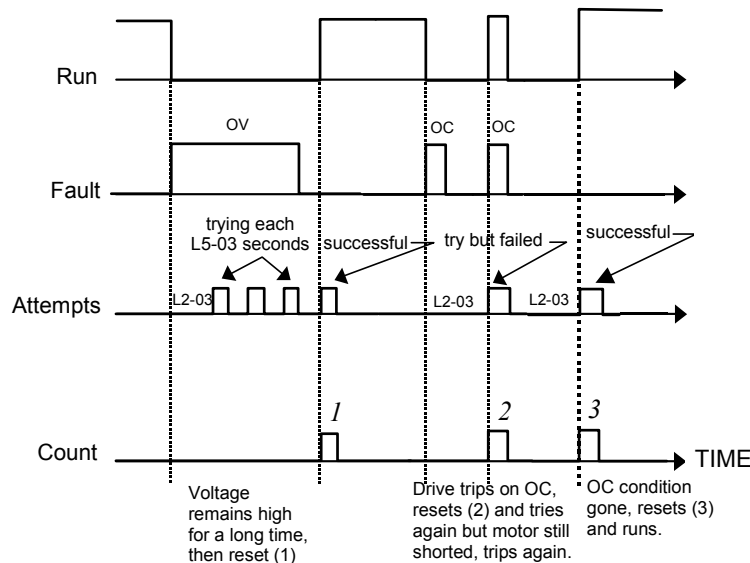 Run
OV
OC
OC
Fault
trying each
L5-03 seconds
successful
try but failed
successful
L2-03
L2-03
L2-03
Attempts
1
2
3
Count
TIME
Voltage
remains high
for a long time,
then reset (1)
Drive trips on OC,
resets (2) and tries
again but motor still
shorted, trips again.
OC condition
gone, resets (3)
and runs.